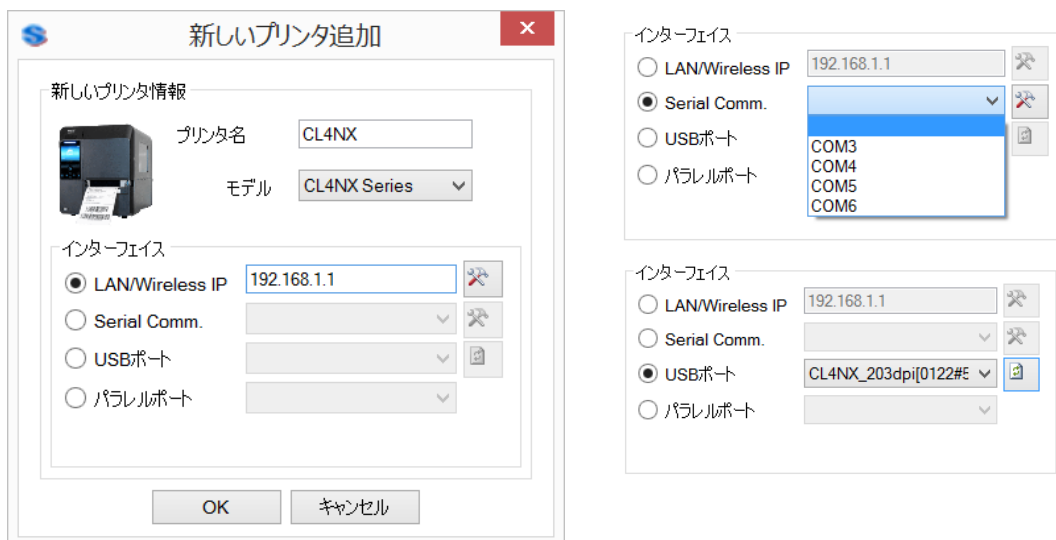 新しいプリンタ追加
新しいプリンタ情報
プリンタ名 CL4NX
モデル CL4NX Series
インターフェイス
LAN/Wireless IP 192.168.1.1
Serial Comm.
USBポート
パラレルポート
OK キャンセル
インターフェイス
LAN/Wireless IP 192.168.1.1
Serial Comm.
USBポート
パラレルポート
COM3
COM4
COM5
COM6
インターフェイス
LAN/Wireless IP 192.168.1.1
Serial Comm.
USBポート CL4NX_203dpi[0122#5
パラレルポート